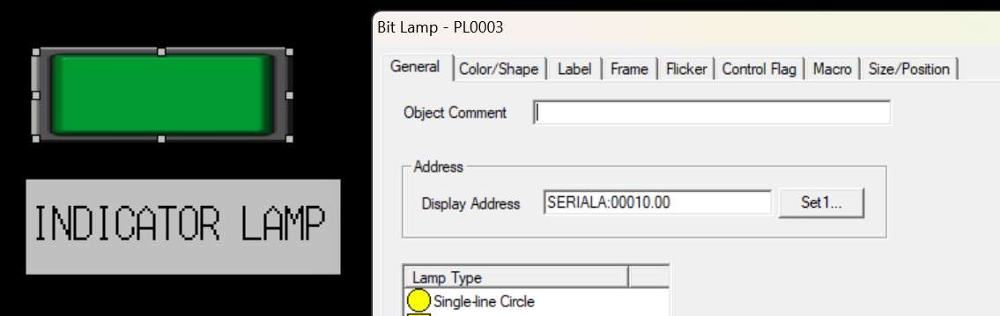 Bit Lamp - PL0003
General Color/Shape Label Frame Flicker Control Flag Macro Size/Position
Object Comment
Address
Display Address SERIALA:00010.00 Set1...
Lamp Type
Single-line Circle
INDICATOR LAMP